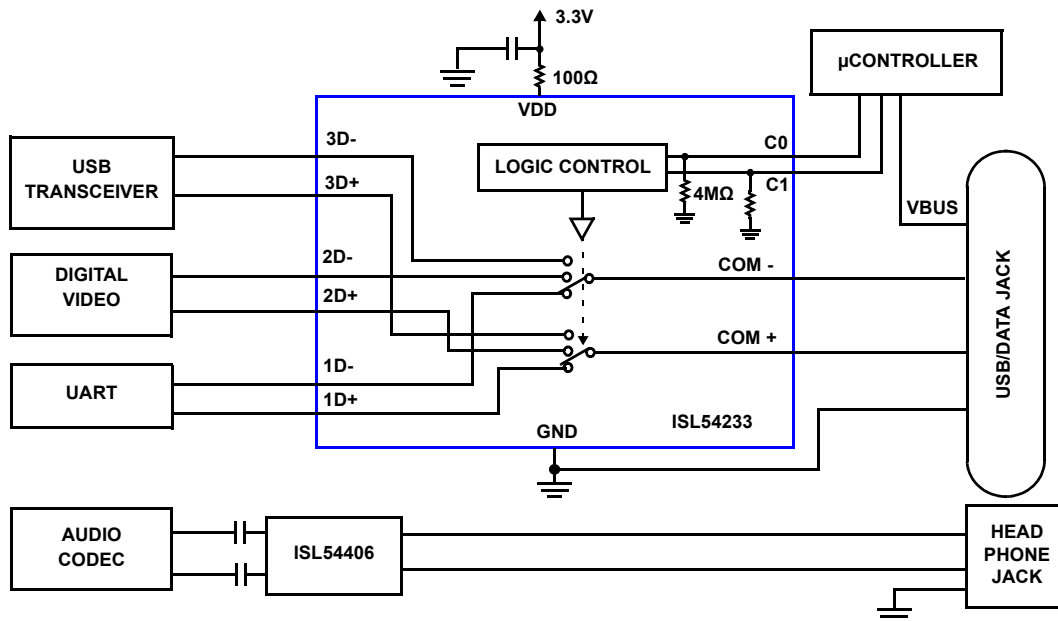 3.3V
100Ω
VDD
µCONTROLLER
USB
TRANSCEIVER
3D-
3D+
LOGIC CONTROL
C0
C1
4MΩ
VBUS
DIGITAL
VIDEO
2D-
2D+
COM -
COM +
USB/DATA JACK
UART
1D-
1D+
GND
ISL54233
AUDIO
CODEC
ISL54406
HEAD
PHONE
JACK